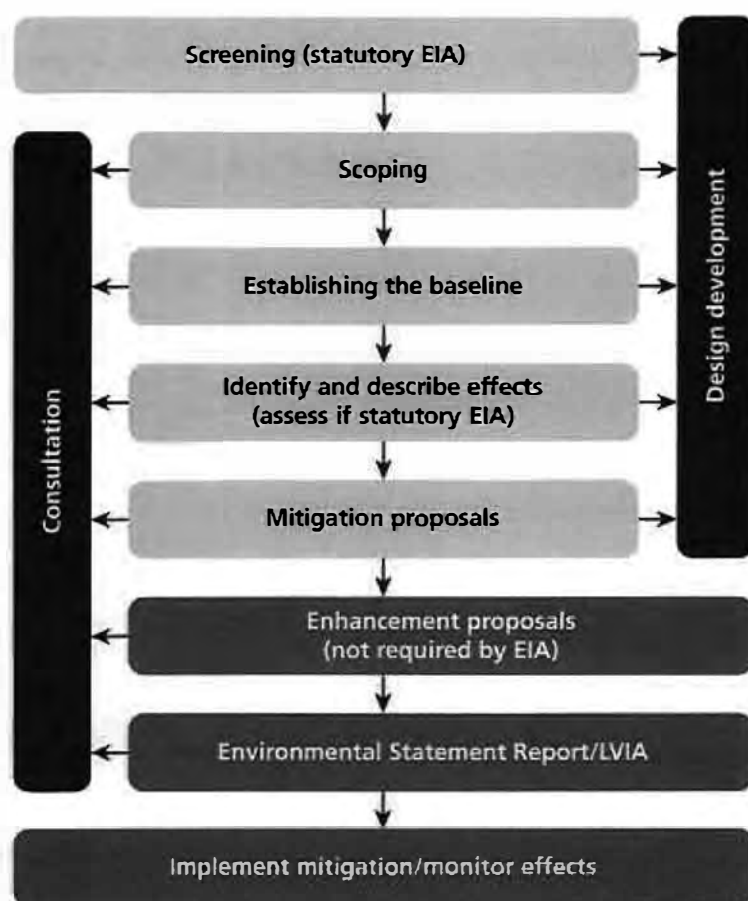 Screening (statutory EIA)
Scoping
Establishing the baseline
Identify and describe effects
(assess if statutory EIA)
Mitigation proposals
Enhancement proposals
(not required by EIA)
Environmental Statement Report/LVIA
Implement mitigation/monitor effects
Consultation
Design development